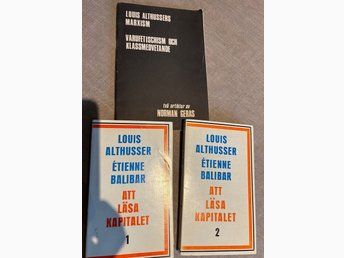 LOUIS ALTHUSSERS
MARXISM
VARUFETISCHISM OCH
KLASSMEDVETANDE
två artiklar av
NORMAN GERAS
LOUIS
ALTHUSSER
ÉTIENNE
BALIBAR
ATT
LÄSA
KAPITALET
1
LOUIS
ALTHUSSER
ÉTIENNE
BALIBAR
ATT
LÄSA
KAPITALET
2